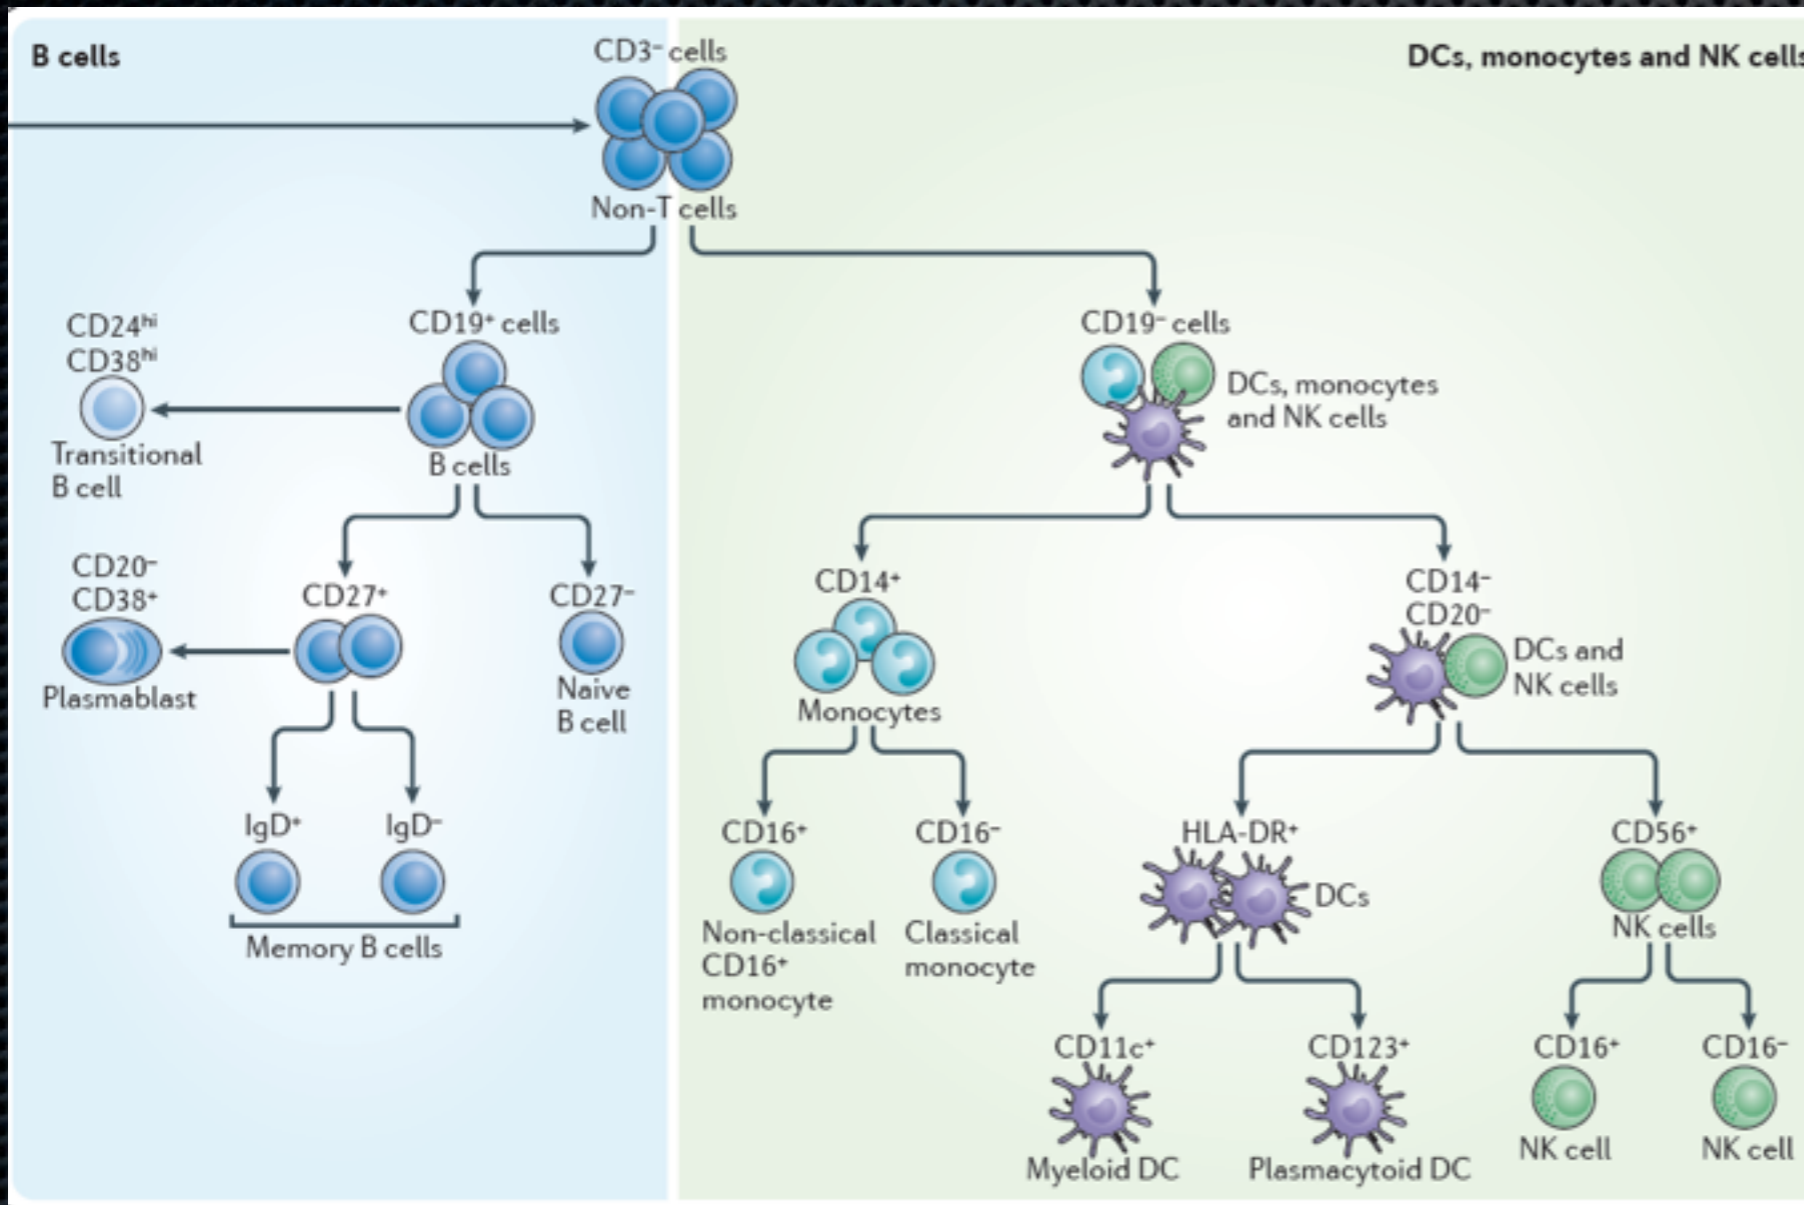 B cells
DCs, monocytes and NK cells
CD3⁻ cells
Non-T cells
CD24ʰⁱ
CD38ʰⁱ
Transitional
B cell
CD19⁺ cells
B cells
CD20⁻
CD38⁺
Plasmablast
CD27⁺
CD27⁻
Naive
B cell
IgD⁺
IgD⁻
Memory B cells
CD19⁻ cells
DCs, monocytes
and NK cells
CD14⁺
Monocytes
CD14⁻
CD20⁻
DCs and
NK cells
CD16⁺
Non-classical
CD16⁺
monocyte
CD16⁻
Classical
monocyte
HLA-DR⁺
DCs
CD56⁺
NK cells
CD11c⁺
Myeloid DC
CD123⁺
Plasmacytoid DC
CD16⁺
NK cell
CD16⁻
NK cell